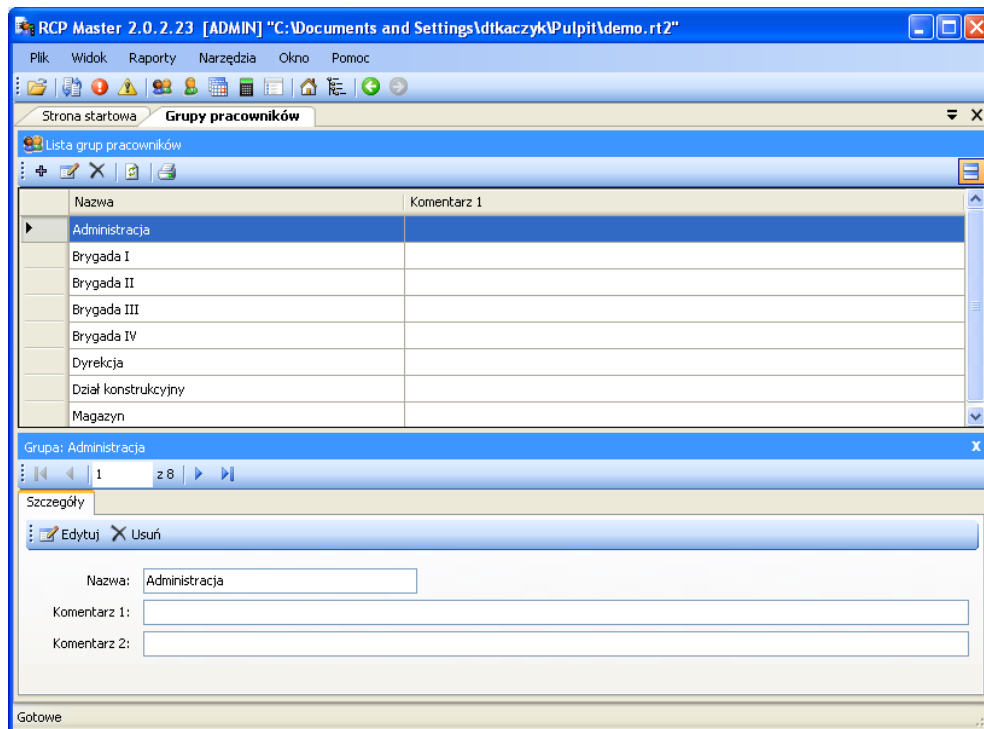 RCP Master 2.0.2.23 [ADMIN] "C:\Documents and Settings\dtkaczyk\Pulpit\demo.rt2"
Plik Widok Raporty Narzędzia Okno Pomoc
Strona startowa Grupy pracowników
Lista grup pracowników
Nazwa Komentarz 1
Administracja
Brygada I
Brygada II
Brygada III
Brygada IV
Dyrekcja
Dział konstrukcyjny
Magazyn
Grupa: Administracja
1 z 8
Szczegóły
Edytuj Usuń
Nazwa: Administracja
Komentarz 1:
Komentarz 2:
Gotowe